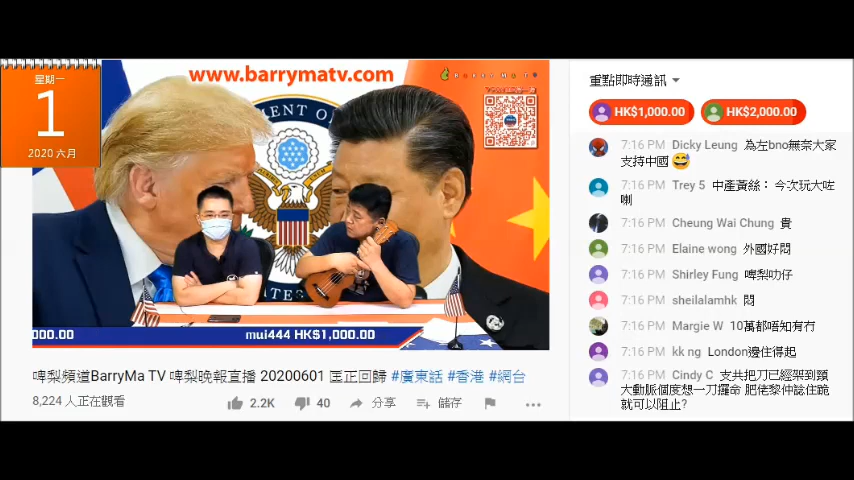 星期一
1
2020 六月
www.barrymatv.com
BARRYMATV
MENT OF
000.00
mui444 HK$1,000.00
啤梨頻道BarryMa TV 啤梨晚報直播 20200601 匡正回歸 #廣東話 #香港 #網台
8,224 人正在觀看
2.2K
40
分享
儲存
重點即時通訊
HK$1,000.00
HK$2,000.00
7:16 PM Dicky Leung 為左bno無奈大家
支持中國😅
7:16 PM Trey 5 中產黃絲： 今次玩大咗
喇
7:16 PM Cheung Wai Chung 貴
7:16 PM Elaine wong 外國好悶
7:16 PM Shirley Fung 啤梨叻仔
7:16 PM sheilalamhk 悶
7:16 PM Margie W 10萬都唔知有冇
7:16 PM kk ng London邊住得起
7:16 PM Cindy C 支共把刀已經架到頸
大動脈個度想一刀攞命 肥佬黎仲誌住跪
就可以阻止?